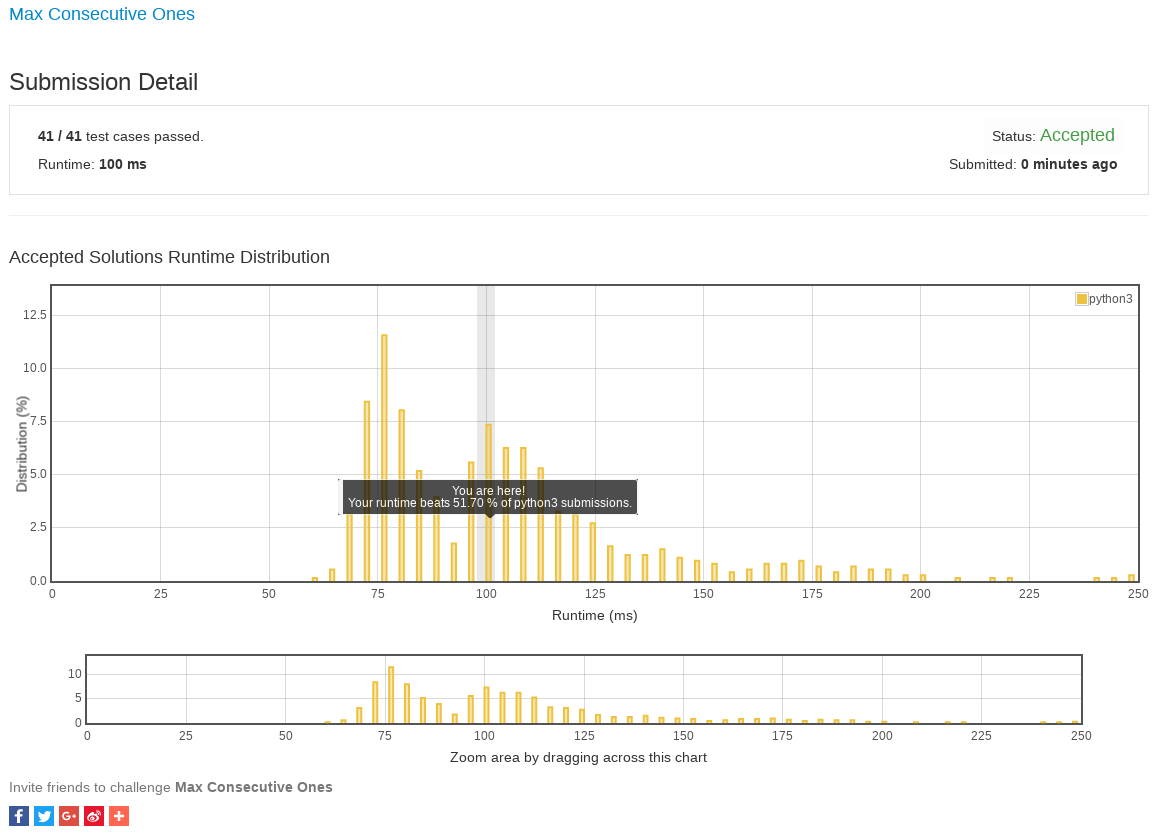 Max Consecutive Ones
Submission Detail
41 / 41 test cases passed.
Status: Accepted
Runtime: 100 ms
Submitted: 0 minutes ago
Accepted Solutions Runtime Distribution
python3
Distribution (%)
12.5
10.0
7.5
5.0
2.5
0.0
You are here!
Your runtime beats 51.70 % of python3 submissions.
0 25 50 75 100 125 150 175 200 225 250
Runtime (ms)
10
5
0
0 25 50 75 100 125 150 175 200 225 250
Zoom area by dragging across this chart
Invite friends to challenge Max Consecutive Ones